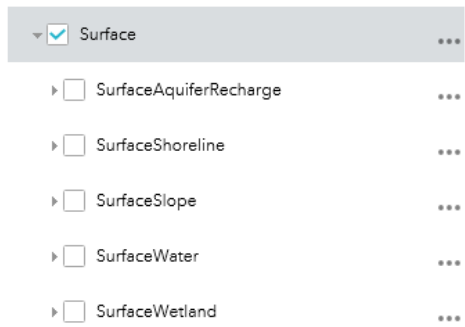 Surface
SurfaceAquiferRecharge
SurfaceShoreline
SurfaceSlope
SurfaceWater
SurfaceWetland